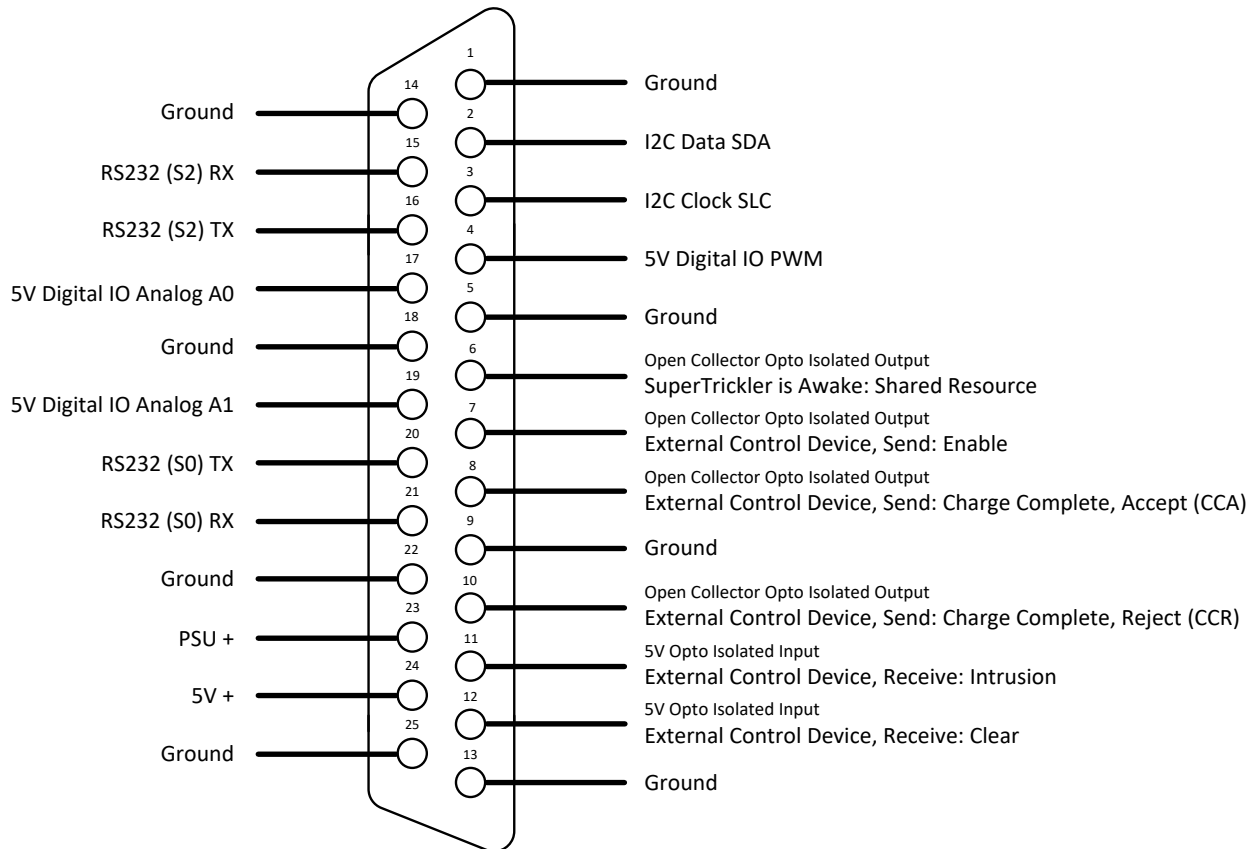 1
Ground
14
Ground
2
I2C Data SDA
15
RS232 (S2) RX
3
I2C Clock SLC
16
RS232 (S2) TX
4
5V Digital IO PWM
17
5V Digital IO Analog A0
5
Ground
18
Ground
6
Open Collector Opto Isolated Output
SuperTrickler is Awake: Shared Resource
19
5V Digital IO Analog A1
7
Open Collector Opto Isolated Output
External Control Device, Send: Enable
20
RS232 (S0) TX
8
Open Collector Opto Isolated Output
External Control Device, Send: Charge Complete, Accept (CCA)
21
RS232 (S0) RX
9
Ground
22
Ground
10
Open Collector Opto Isolated Output
External Control Device, Send: Charge Complete, Reject (CCR)
23
PSU +
11
5V Opto Isolated Input
External Control Device, Receive: Intrusion
24
5V +
12
5V Opto Isolated Input
External Control Device, Receive: Clear
25
Ground
13
Ground